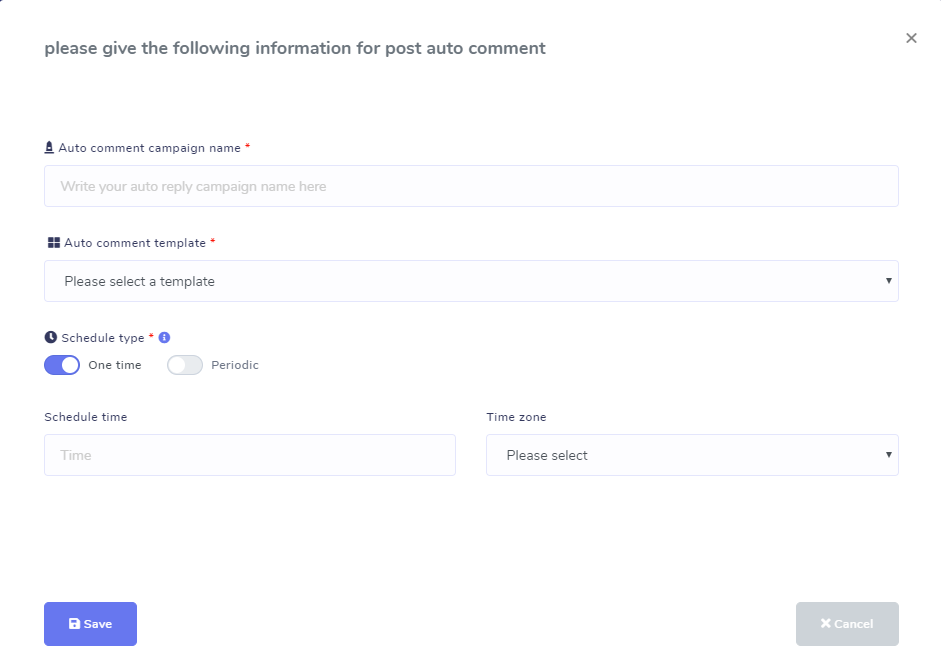 please give the following information for post auto comment
Auto comment campaign name *
Write your auto reply campaign name here
Auto comment template *
Please select a template
Schedule type *
One time Periodic
Schedule time Time zone
Time Please select
Save Cancel